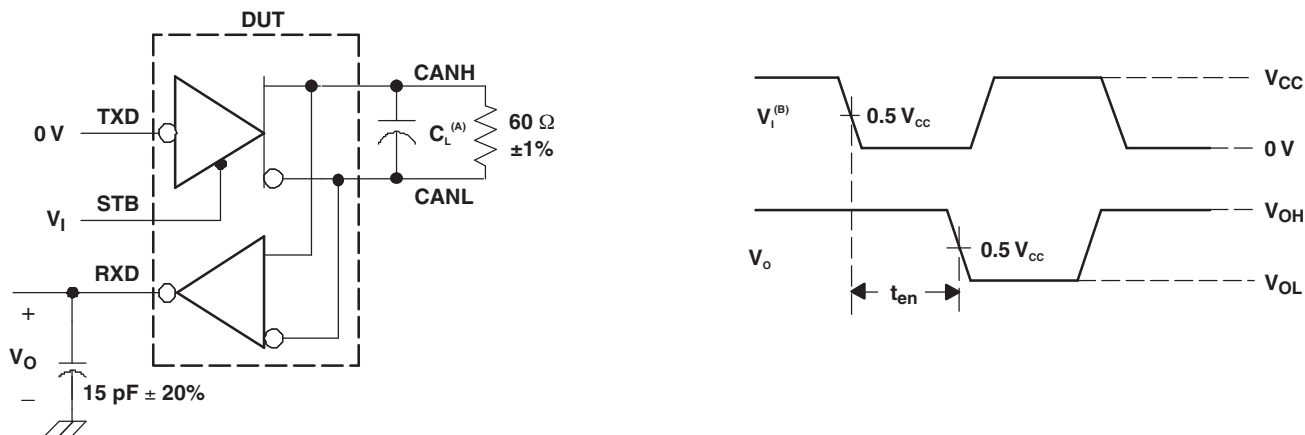 DUT
CANH
TXD
0 V
C_L^(A)
60 Ω
±1%
STB
V_I
CANL
RXD
+
V_O
−
15 pF ± 20%
V_I^(B)
0.5 V_CC
V_CC
0 V
V_OH
V_O
0.5 V_CC
t_en
V_OL